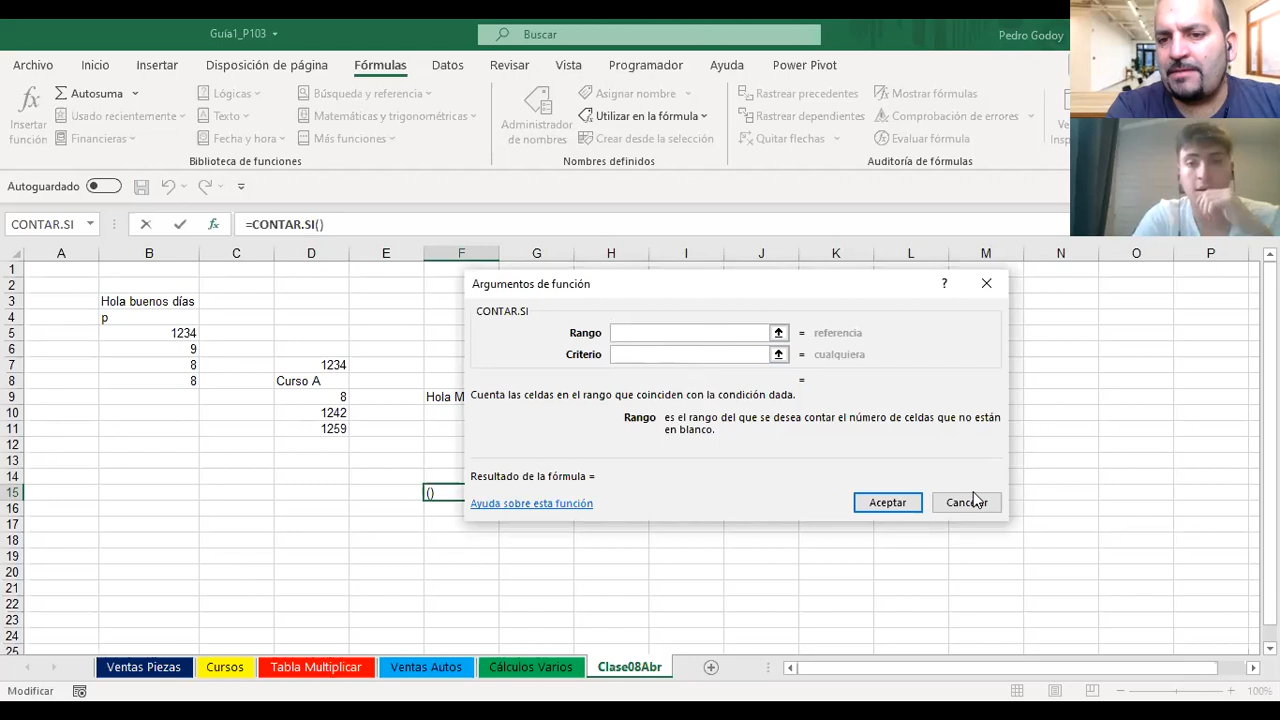 Guía1_P103
Buscar
Pedro Godoy
Archivo Inicio Insertar Disposición de página Fórmulas Datos Revisar Vista Programador Ayuda Power Pivot
Insertar función
Autosuma
Usado recientemente
Financieras
Lógicas
Texto
Fecha y hora
Búsqueda y referencia
Matemáticas y trigonométricas
Más funciones
Biblioteca de funciones
Administrador de nombres
Asignar nombre
Utilizar en la fórmula
Crear desde la selección
Nombres definidos
Rastrear precedentes
Rastrear dependientes
Quitar flechas
Mostrar fórmulas
Comprobación de errores
Evaluar fórmula
Auditoría de fórmulas
Autoguardado
CONTAR.SI
fx
=CONTAR.SI()
A B C D E F G H I J K L M N O P
1
2
3 Hola buenos días
4 p
5 1234
6 9
7 8 1234
8 8 Curso A
9 8 Hola M
10 1242
11 1259
12
13
14
15 ()
16
17
18
19
20
21
22
23
24
25
Argumentos de función
?
CONTAR.SI
Rango = referencia
Criterio = cualquiera
=
Cuenta las celdas en el rango que coinciden con la condición dada.
Rango es el rango del que se desea contar el número de celdas que no están
en blanco.
Resultado de la fórmula =
Ayuda sobre esta función
Aceptar
Cancelar
Ventas Piezas Cursos Tabla Multiplicar Ventas Autos Cálculos Varios Clase08Abr
Modificar
100%